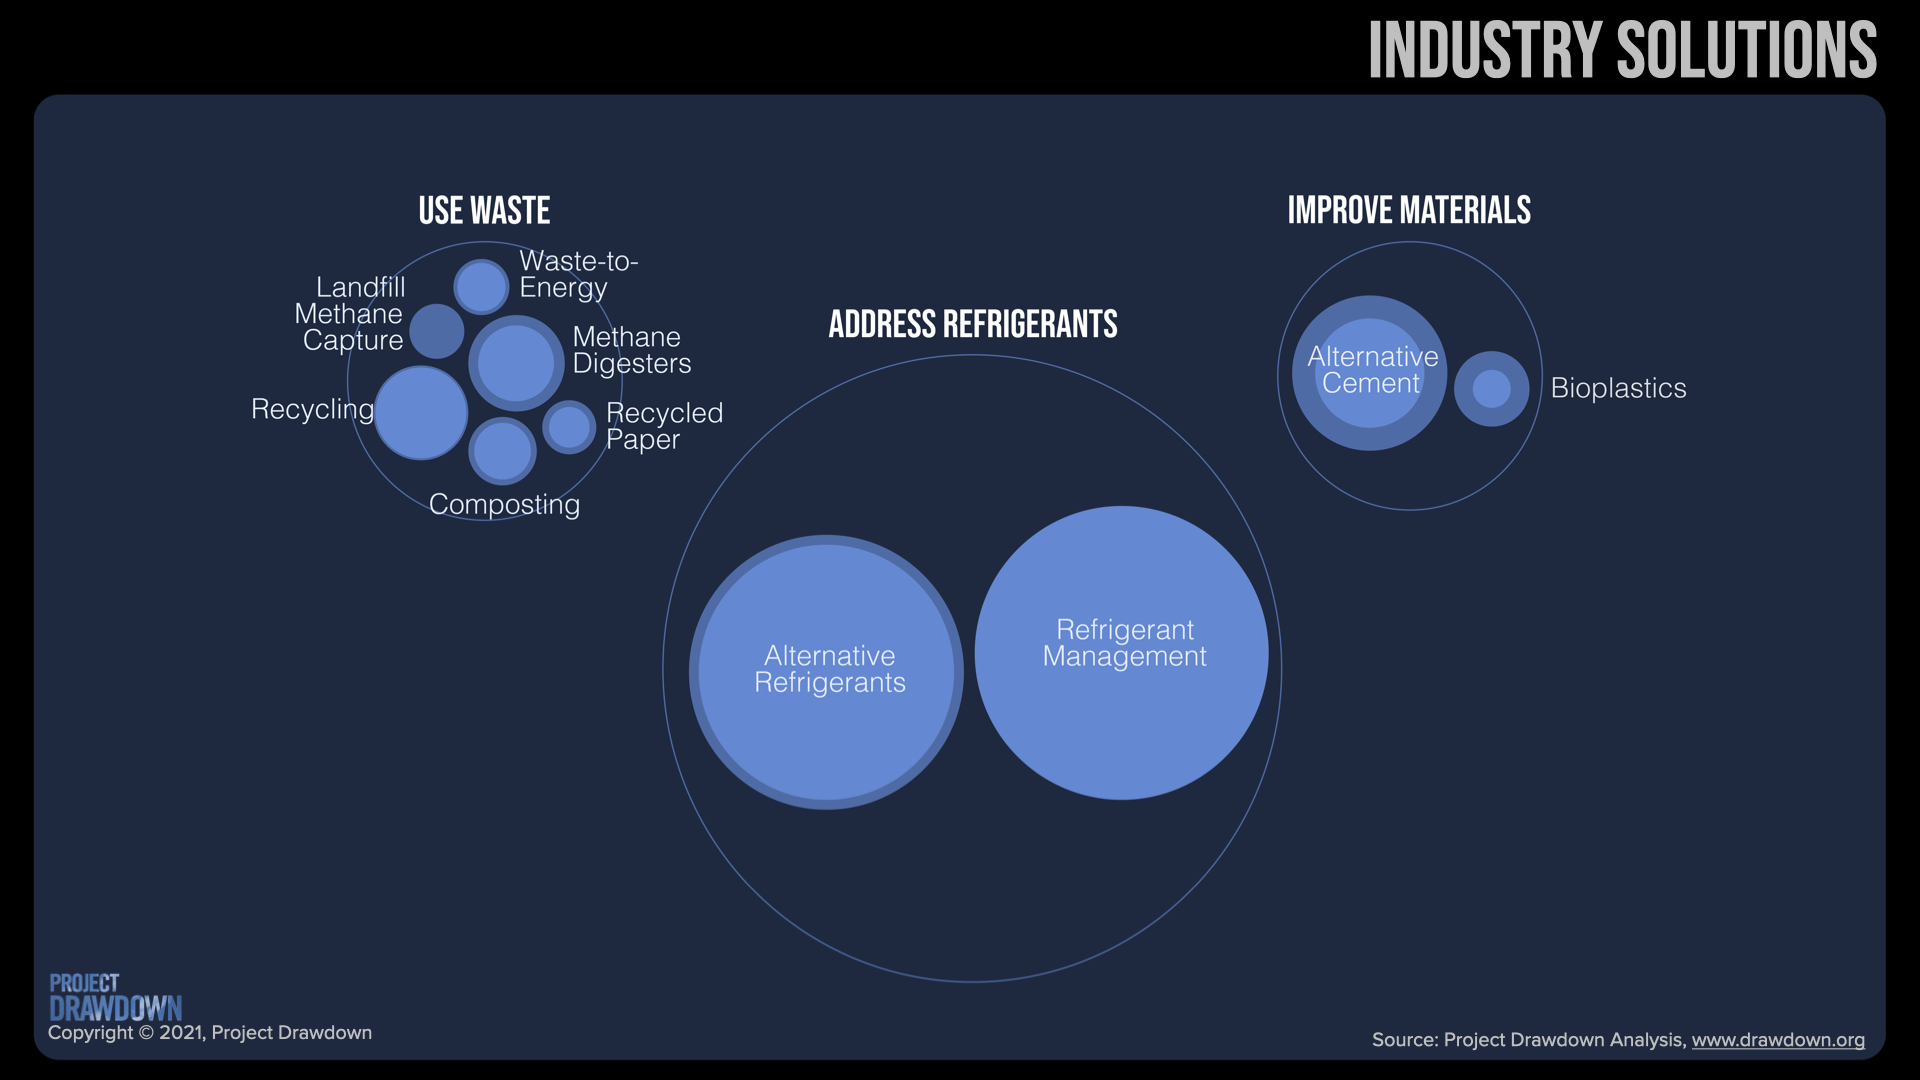 INDUSTRY SOLUTIONS
USE WASTE
Waste-to-
Energy
Landfill
Methane
Capture
Methane
Digesters
Recycling
Recycled
Paper
Composting
ADDRESS REFRIGERANTS
Alternative
Refrigerants
Refrigerant
Management
IMPROVE MATERIALS
Alternative
Cement
Bioplastics
PROJECT
DRAWDOWN
Copyright © 2021, Project Drawdown
Source: Project Drawdown Analysis, www.drawdown.org